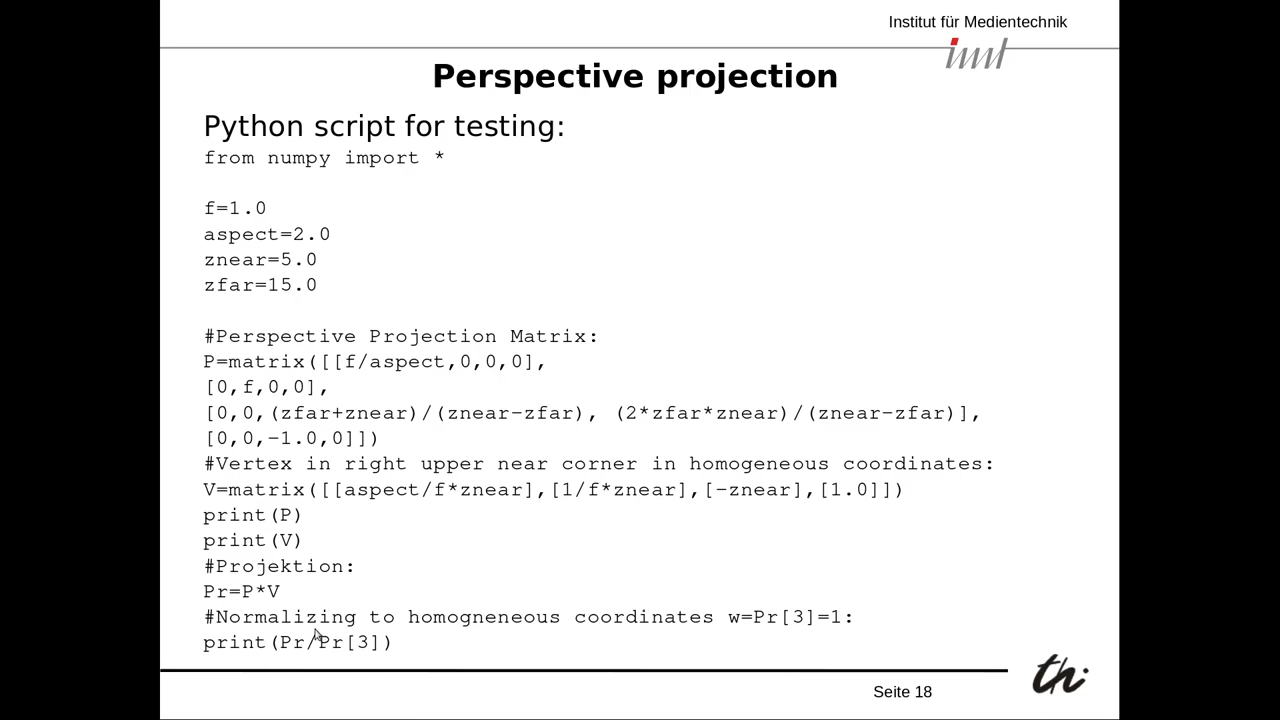 Institut für Medientechnik
imt
Perspective projection
Python script for testing:
from numpy import *
f=1.0
aspect=2.0
znear=5.0
zfar=15.0
#Perspective Projection Matrix:
P=matrix([[f/aspect,0,0,0],
[0,f,0,0],
[0,0,(zfar+znear)/(znear-zfar), (2*zfar*znear)/(znear-zfar)],
[0,0,-1.0,0]])
#Vertex in right upper near corner in homogeneous coordinates:
V=matrix([[aspect/f*znear],[1/f*znear],[-znear],[1.0]])
print(P)
print(V)
#Projektion:
Pr=P*V
#Normalizing to homogneneous coordinates w=Pr[3]=1:
print(Pr/Pr[3])
Seite 18
th